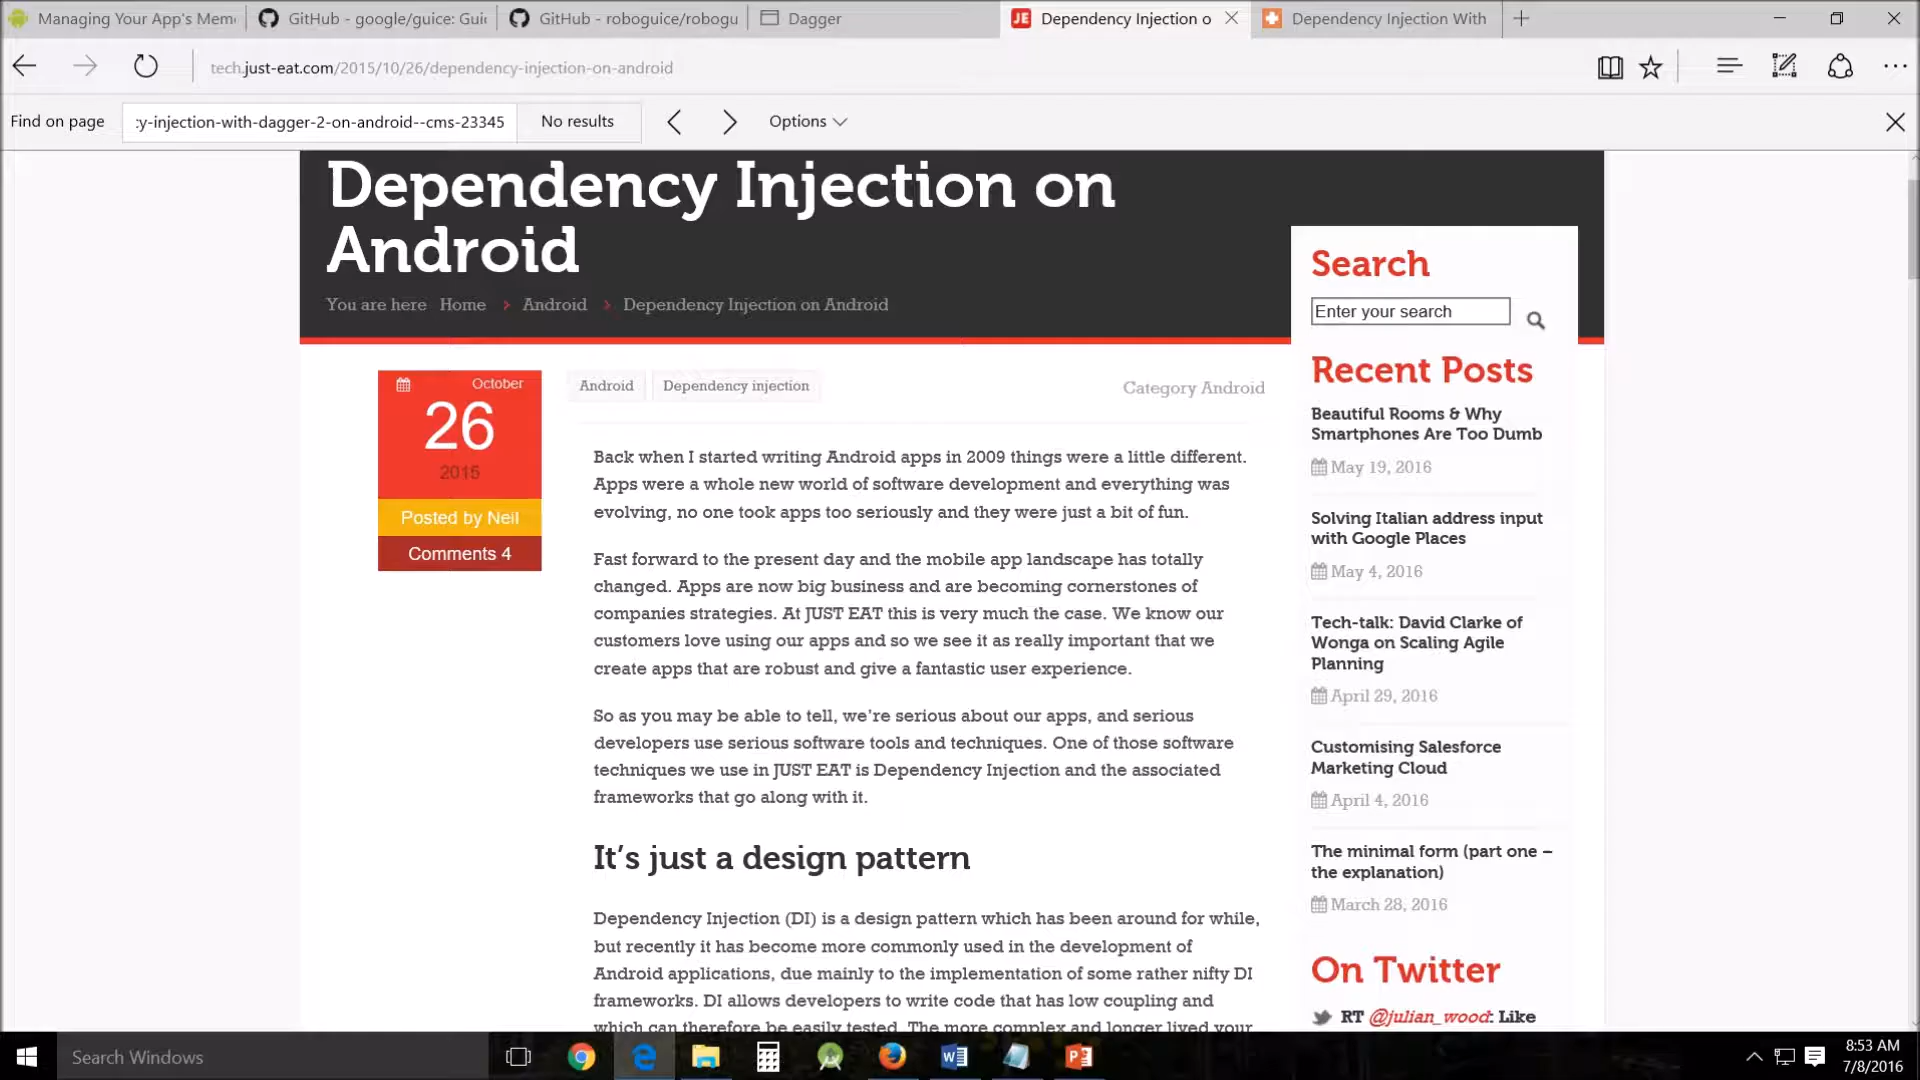 Managing Your App's Mem
GitHub - google/guice: Gui
GitHub - roboguice/robogu
Dagger
JE Dependency Injection o
Dependency Injection With
tech.just-eat.com/2015/10/26/dependency-injection-on-android
Find on page
:y-injection-with-dagger-2-on-android--cms-23345
No results
Options
Dependency Injection on
Android
You are here Home > Android > Dependency Injection on Android
October
26
2015
Posted by Neil
Comments 4
Android
Dependency injection
Category Android
Back when I started writing Android apps in 2009 things were a little different.
Apps were a whole new world of software development and everything was
evolving, no one took apps too seriously and they were just a bit of fun.
Fast forward to the present day and the mobile app landscape has totally
changed. Apps are now big business and are becoming cornerstones of
companies strategies. At JUST EAT this is very much the case. We know our
customers love using our apps and so we see it as really important that we
create apps that are robust and give a fantastic user experience.
So as you may be able to tell, we're serious about our apps, and serious
developers use serious software tools and techniques. One of those software
techniques we use in JUST EAT is Dependency Injection and the associated
frameworks that go along with it.
It's just a design pattern
Dependency Injection (DI) is a design pattern which has been around for while,
but recently it has become more commonly used in the development of
Android applications, due mainly to the implementation of some rather nifty DI
frameworks. DI allows developers to write code that has low coupling and
which can therefore be easily tested. The more complex and longer lived your
Search
Enter your search
Recent Posts
Beautiful Rooms & Why
Smartphones Are Too Dumb
May 19, 2016
Solving Italian address input
with Google Places
May 4, 2016
Tech-talk: David Clarke of
Wonga on Scaling Agile
Planning
April 29, 2016
Customising Salesforce
Marketing Cloud
April 4, 2016
The minimal form (part one –
the explanation)
March 28, 2016
On Twitter
RT @julian_wood: Like
Search Windows
8:53 AM
7/8/2016